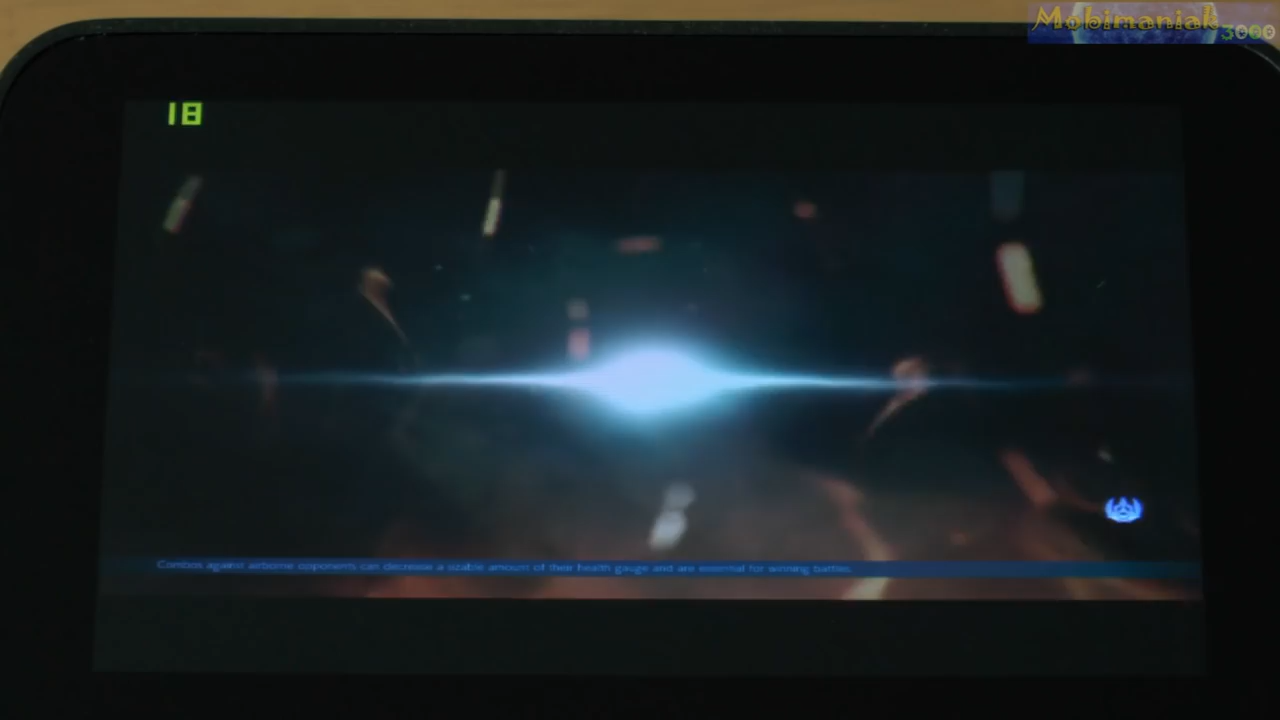 Mobimaniak
3000
18
Combos against airborne opponents can decrease a sizable amount of their health gauge and are essential for winning battles.